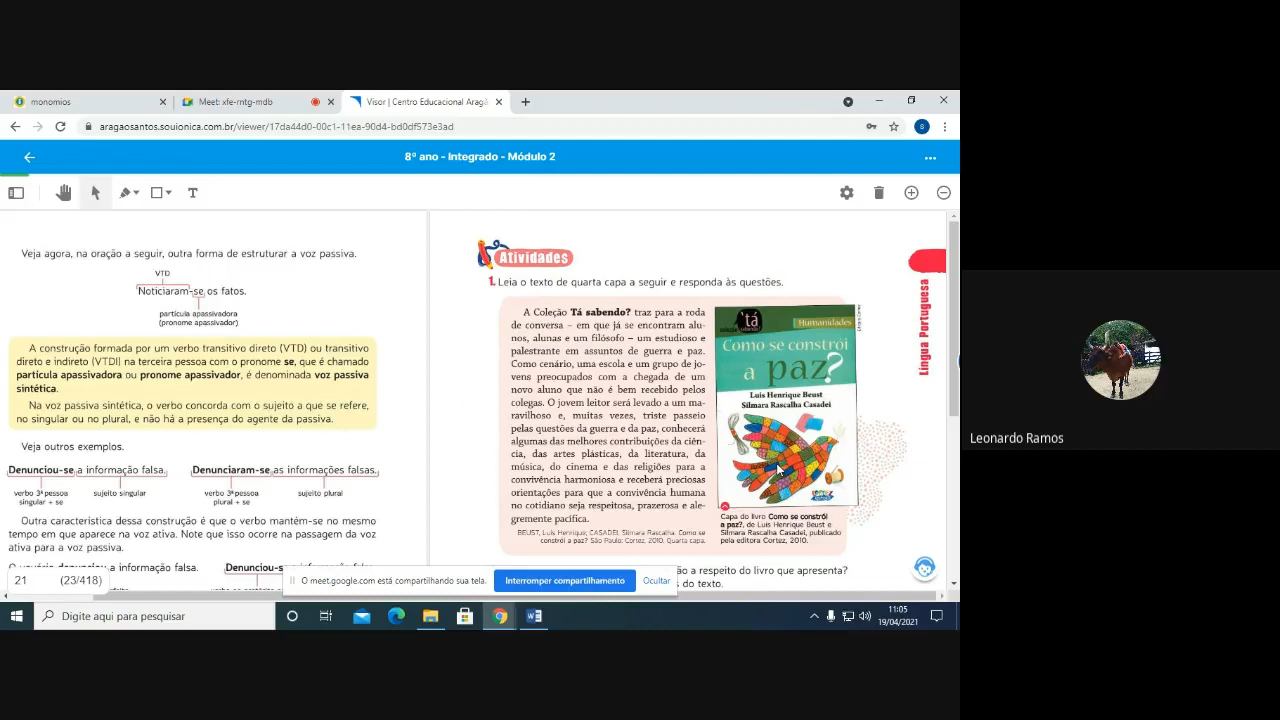 monomios
Meet: xfe-rntg-mdb
Visor | Centro Educacional Aragã
aragaosantos.souionica.com.br/viewer/17da44d0-00c1-11ea-90d4-bd0df573e3ad
S
8º ano - Integrado - Módulo 2
T
Veja agora, na oração a seguir, outra forma de estruturar a voz passiva.
VTD
Noticiaram-se os fatos.
partícula apassivadora
(pronome apassivador)
A construção formada por um verbo transitivo direto (VTD) ou transitivo
direto e indireto (VTDI) na terceira pessoa com o pronome se, que é chamado
partícula apassivadora ou pronome apassivador, é denominada voz passiva
sintética.
Na voz passiva sintética, o verbo concorda com o sujeito a que se refere,
no singular ou no plural, e não há a presença do agente da passiva.
Veja outros exemplos.
Denunciou-se a informação falsa.
Denunciaram-se as informações falsas.
verbo 3ª pessoa
singular + se
sujeito singular
verbo 3ª pessoa
plural + se
sujeito plural
Outra característica dessa construção é que o verbo mantém-se no mesmo
tempo em que aparece na voz ativa. Note que isso ocorre na passagem da voz
ativa para a voz passiva.
O usuário denunciou a informação falsa.
Denunciou-s
21 (23/418)
Atividades
1. Leia o texto de quarta capa a seguir e responda às questões.
A Coleção Tá sabendo? traz para a roda
de conversa – em que já se encontram alu-
nos, alunas e um filósofo – um estudioso e
palestrante em assuntos de guerra e paz.
Como cenário, uma escola e um grupo de jo-
vens preocupados com a chegada de um
novo aluno que não é bem recebido pelos
colegas. O jovem leitor será levado a um ma-
ravilhoso e, muitas vezes, triste passeio
pelas questões da guerra e da paz, conhecerá
algumas das melhores contribuições da ciên-
cia, das artes plásticas, da literatura, da
música, do cinema e das religiões para a
convivência harmoniosa e receberá preciosas
orientações para que a convivência humana
no cotidiano seja respeitosa, prazerosa e ale-
gremente pacífica.
BEUST, Luis Henrique; CASADEI, Silmara Rascalha. Como se
constrói a paz? São Paulo: Cortez, 2010. Quarta capa.
tá
sabendo?
Humanidades
Como se constrói
a paz?
Luis Henrique Beust
Silmara Rascalha Casadei
CORTEZ
Capa do livro Como se constrói
a paz?, de Luis Henrique Beust e
Silmara Rascalha Casadei, publicado
pela editora Cortez, 2010.
Língua Portuguesa
ão a respeito do livro que apresenta?
s do texto.
O meet.google.com está compartilhando sua tela.
Interromper compartilhamento
Ocultar
Digite aqui para pesquisar
11:05
19/04/2021
Leonardo Ramos